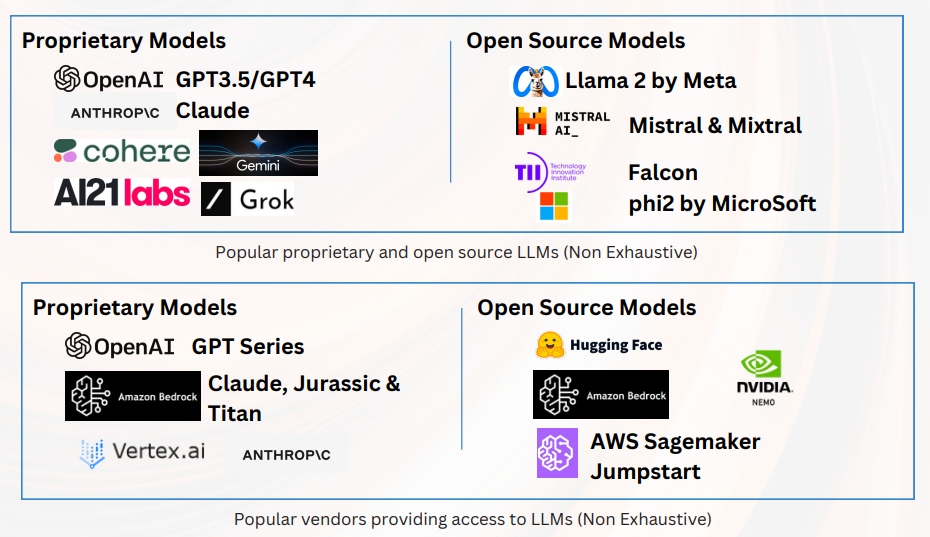 Proprietary Models
OpenAI GPT3.5/GPT4
ANTHROP\C Claude
cohere Gemini
AI21 labs Grok
Open Source Models
Llama 2 by Meta
MISTRAL
AI_ Mistral & Mixtral
TII Technology
Innovation
Institute Falcon
phi2 by MicroSoft
Popular proprietary and open source LLMs (Non Exhaustive)
Proprietary Models
OpenAI GPT Series
Amazon Bedrock Claude, Jurassic &
Titan
Vertex.ai ANTHROP\C
Open Source Models
Hugging Face
Amazon Bedrock
NVIDIA.
NEMO
AWS Sagemaker
Jumpstart
Popular vendors providing access to LLMs (Non Exhaustive)